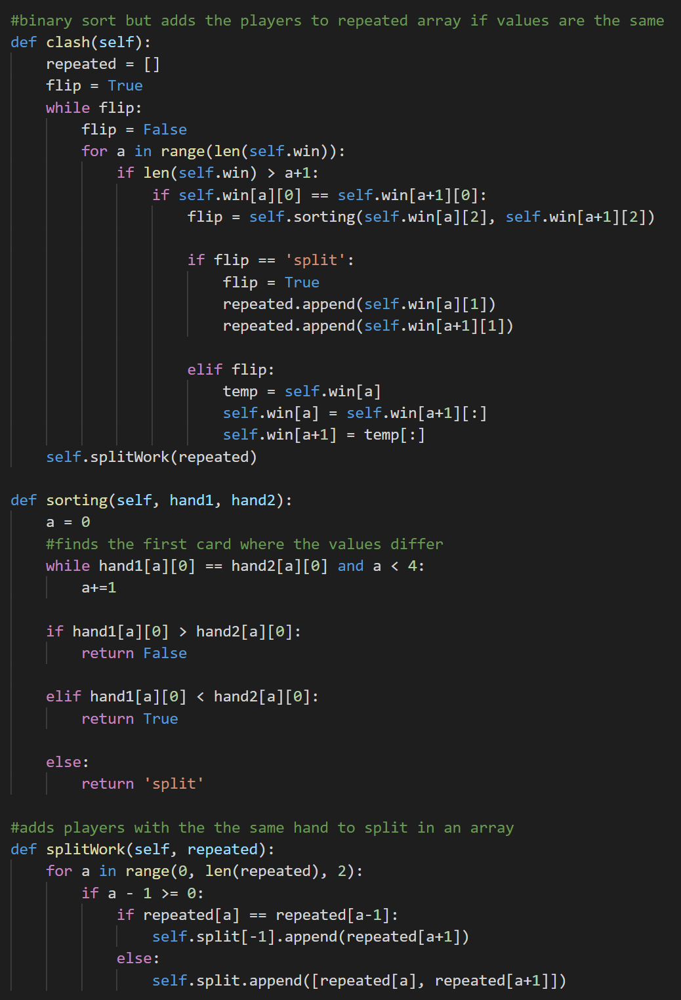 #binary sort but adds the players to repeated array if values are the same
def clash(self):
    repeated = []
    flip = True
    while flip:
        flip = False
        for a in range(len(self.win)):
            if len(self.win) > a+1:
                if self.win[a][0] == self.win[a+1][0]:
                    flip = self.sorting(self.win[a][2], self.win[a+1][2])

                    if flip == 'split':
                        flip = True
                        repeated.append(self.win[a][1])
                        repeated.append(self.win[a+1][1])

                    elif flip:
                        temp = self.win[a]
                        self.win[a] = self.win[a+1][:]
                        self.win[a+1] = temp[:]
    self.splitWork(repeated)

def sorting(self, hand1, hand2):
    a = 0
    #finds the first card where the values differ
    while hand1[a][0] == hand2[a][0] and a < 4:
        a+=1

    if hand1[a][0] > hand2[a][0]:
        return False

    elif hand1[a][0] < hand2[a][0]:
        return True

    else:
        return 'split'

#adds players with the the same hand to split in an array
def splitWork(self, repeated):
    for a in range(0, len(repeated), 2):
        if a - 1 >= 0:
            if repeated[a] == repeated[a-1]:
                self.split[-1].append(repeated[a+1])
            else:
                self.split.append([repeated[a], repeated[a+1]])